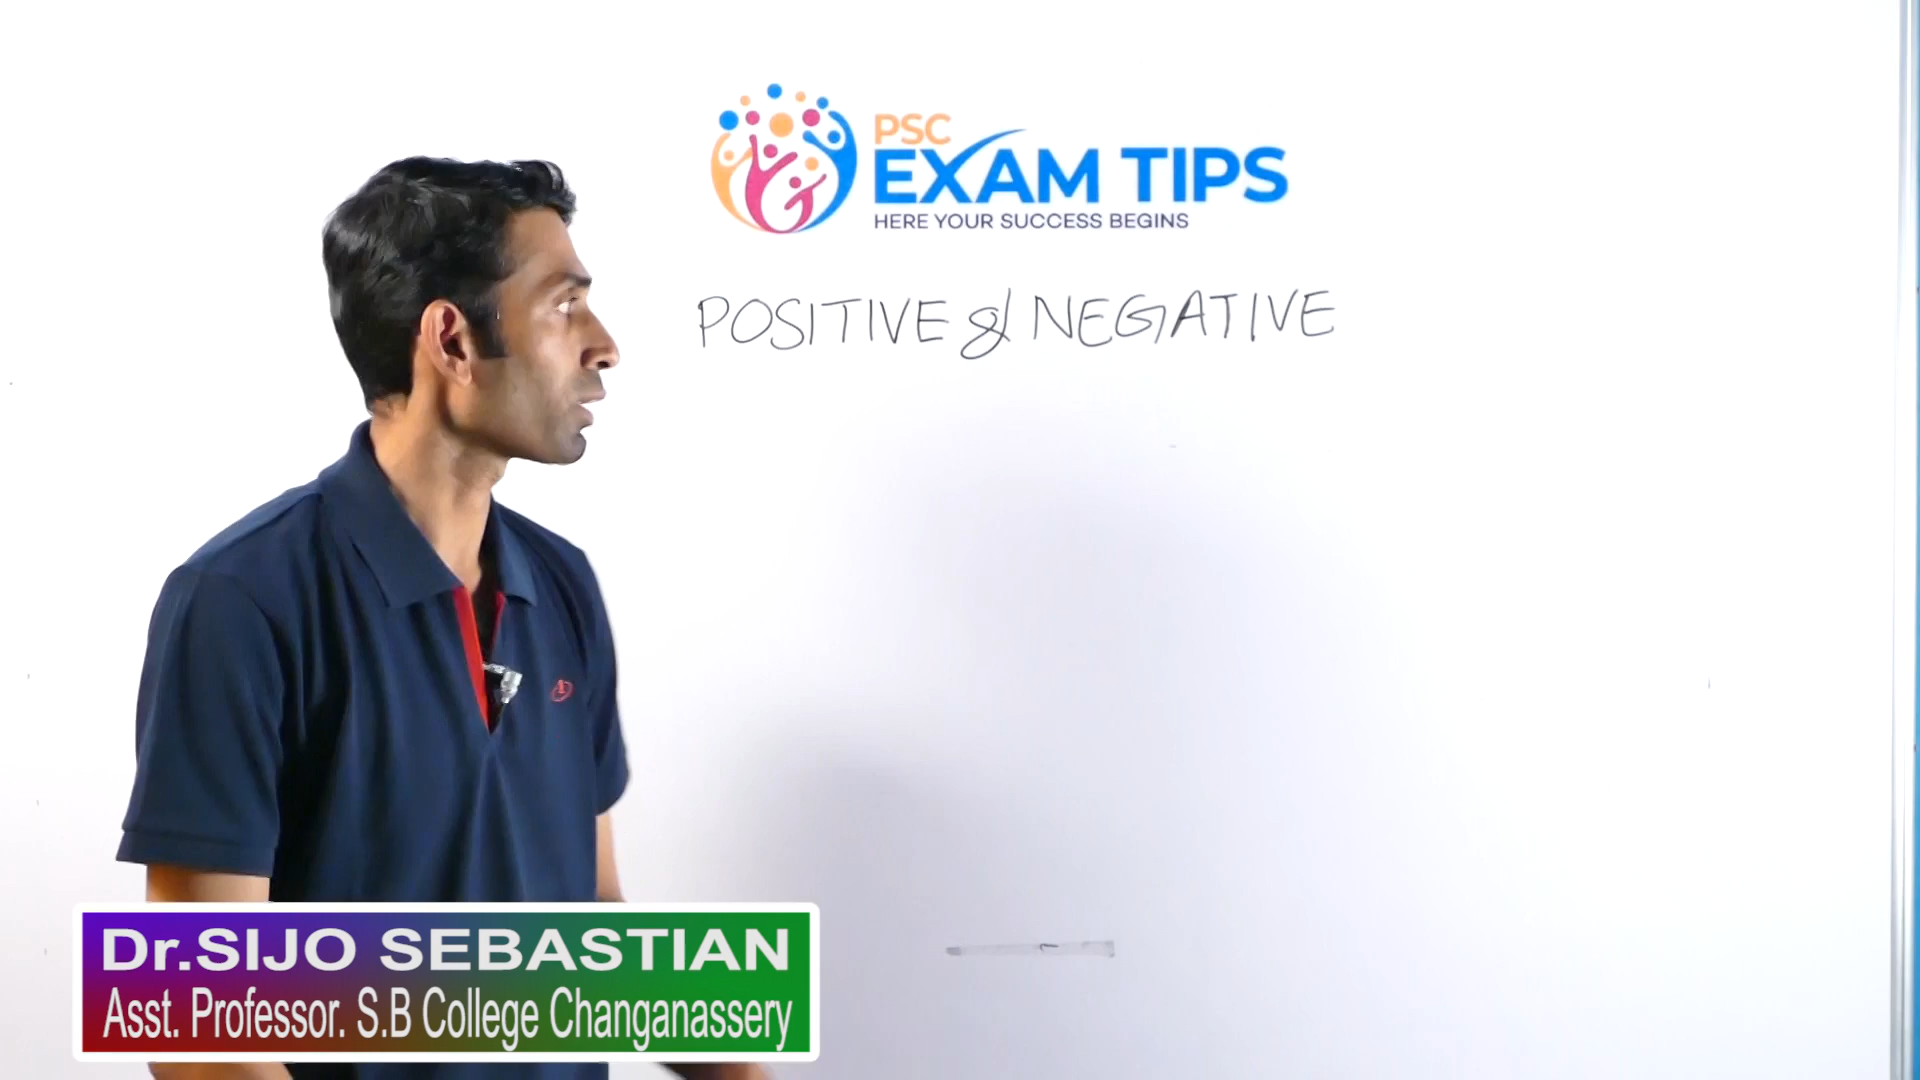 PSC
EXAM TIPS
HERE YOUR SUCCESS BEGINS
POSITIVE & NEGATIVE
Dr.SIJO SEBASTIAN
Asst. Professor. S.B College Changanassery